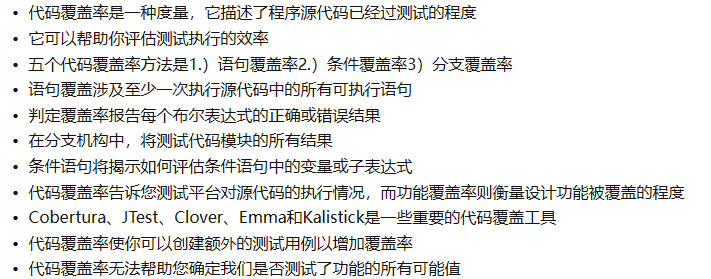 • 代码覆盖率是一种度量，它描述了程序源代码已经过测试的程度
• 它可以帮助你评估测试执行的效率
• 五个代码覆盖率方法是1.）语句覆盖率2.）条件覆盖率3）分支覆盖率
• 语句覆盖涉及至少一次执行源代码中的所有可执行语句
• 判定覆盖率报告每个布尔表达式的正确或错误结果
• 在分支机构中，将测试代码模块的所有结果
• 条件语句将揭示如何评估条件语句中的变量或子表达式
• 代码覆盖率告诉您测试平台对源代码的执行情况，而功能覆盖率则衡量设计功能被覆盖的程度
• Cobertura、JTest、Clover、Emma和Kalistick是一些重要的代码覆盖工具
• 代码覆盖率使你可以创建额外的测试用例以增加覆盖率
• 代码覆盖率无法帮助您确定我们是否测试了功能的所有可能值